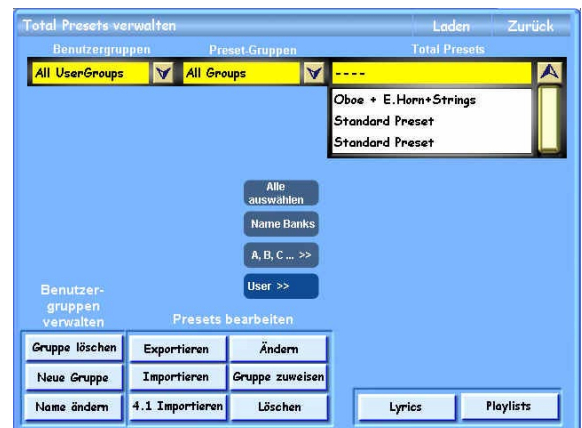 Total Presets verwalten
Laden
Zurück
Benutzergruppen
Preset-Gruppen
Total Presets
All UserGroups
All Groups
----
Oboe + E.Horn+Strings
Standard Preset
Standard Preset
Alle
auswählen
Name Banks
A, B, C ... >>
User >>
Benutzer-
gruppen
verwalten
Presets bearbeiten
Gruppe löschen
Exportieren
Ändern
Neue Gruppe
Importieren
Gruppe zuweisen
Name ändern
4.1 Importieren
Löschen
Lyrics
Playlists